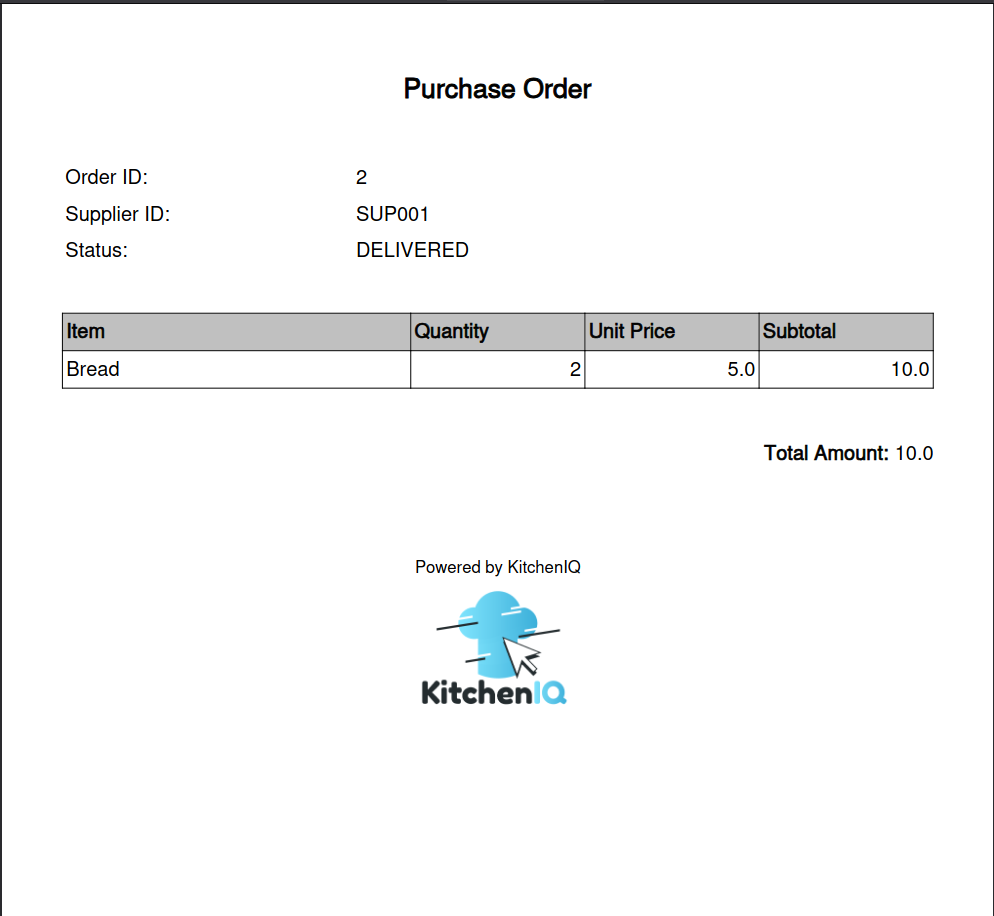 Purchase Order
Order ID: 2
Supplier ID: SUP001
Status: DELIVERED
Item Quantity Unit Price Subtotal
Bread 2 5.0 10.0
Total Amount: 10.0
Powered by KitchenIQ
KitchenIQ